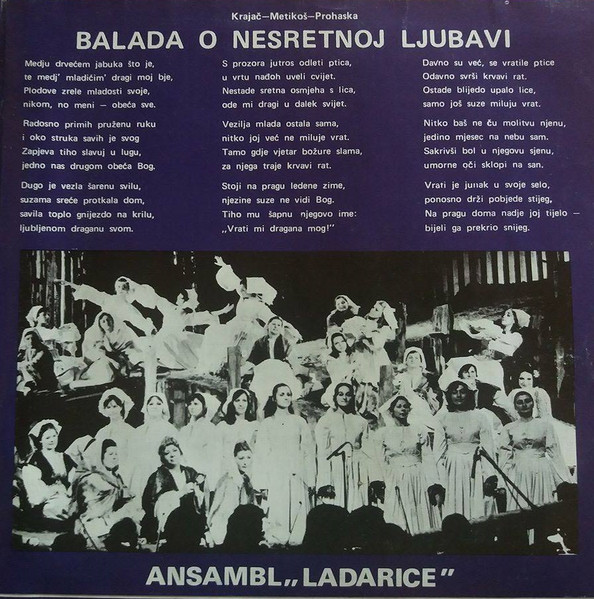 Krajač—Metikoš—Prohaska
BALADA O NESRETNOJ LJUBAVI
Medju drvećem jabuka što je,
te medj' mladičim' dragi moj bje,
Plodove zrele mladosti svoje,
nikom, no meni — obeća sve.
Radosno primih pruženu ruku
i oko struka savih je svog
Zapjeva tiho slavuj u lugu,
jedno nas drugom obeća Bog.
Dugo je vezla šarenu svilu,
suzama sreće protkala dom,
savila toplo gnijezdo na krilu,
ljubljenom draganu svom.
S prozora jutros odleti ptica,
u vrtu nađoh uveli cvijet.
Nestade sretna osmjeha s lica,
ode mi dragi u dalek svijet.
Vezilja mlada ostala sama,
nitko joj već ne miluje vrat.
Tamo gdje vjetar božure slama,
za njega traje krvavi rat.
Stoji na pragu ledene zime,
njezine suze ne vidi Bog.
Tiho mu šapnu njegovo ime:
„Vrati mi dragana mog!"
Davno su već, se vratile ptice
Odavno svrši krvavi rat.
Ostade blijedo upalo lice,
samo još suze miluju vrat.
Nitko baš ne ču molitvu njenu,
jedino mjesec na nebu sam.
Sakrivši bol u njegovu sjenu,
umorne oči sklopi na san.
Vrati je junak u svoje selo,
ponosno drži pobjede stijeg,
Na pragu doma nadje joj tijelo —
bijeli ga prekrio snijeg.
ANSAMBL „LADARICE"